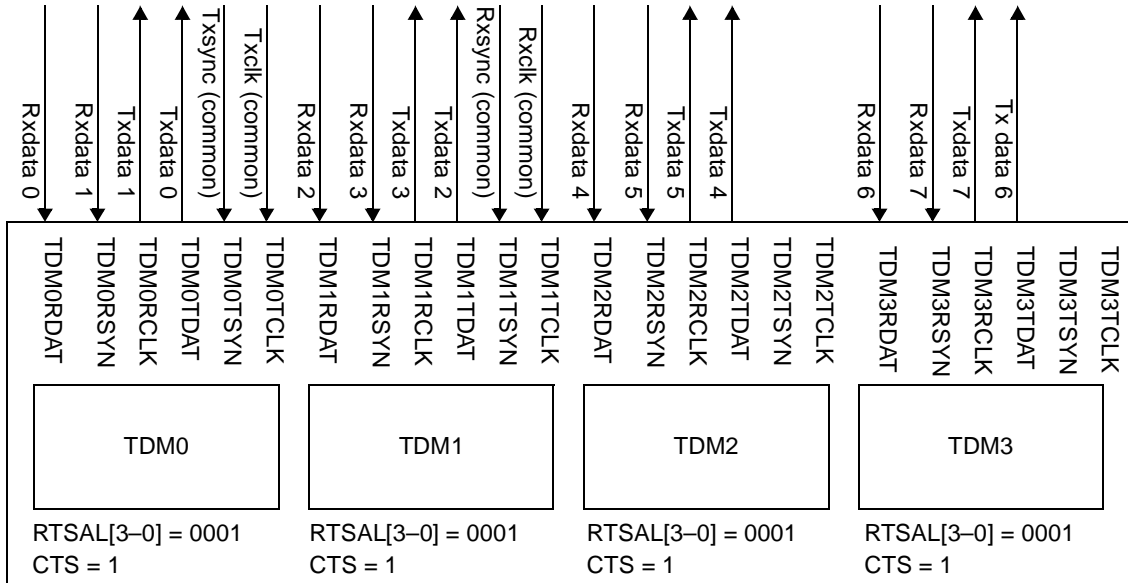 Rxdata 0
Rxdata 1
Txdata 1
Txdata 0
Txsync (common)
Txclk (common)
Rxdata 2
Rxdata 3
Txdata 3
Txdata 2
Rxsync (common)
Rxclk (common)
Rxdata 4
Rxdata 5
Txdata 5
Txdata 4
Rxdata 6
Rxdata 7
Txdata 7
Tx data 6
TDM0RDAT
TDM0RSYN
TDM0RCLK
TDM0TDAT
TDM0TSYN
TDM0TCLK
TDM1RDAT
TDM1RSYN
TDM1RCLK
TDM1TDAT
TDM1TSYN
TDM1TCLK
TDM2RDAT
TDM2RSYN
TDM2RCLK
TDM2TDAT
TDM2TSYN
TDM2TCLK
TDM3RDAT
TDM3RSYN
TDM3RCLK
TDM3TDAT
TDM3TSYN
TDM3TCLK
TDM0
TDM1
TDM2
TDM3
RTSAL[3–0] = 0001
CTS = 1
RTSAL[3–0] = 0001
CTS = 1
RTSAL[3–0] = 0001
CTS = 1
RTSAL[3–0] = 0001
CTS = 1